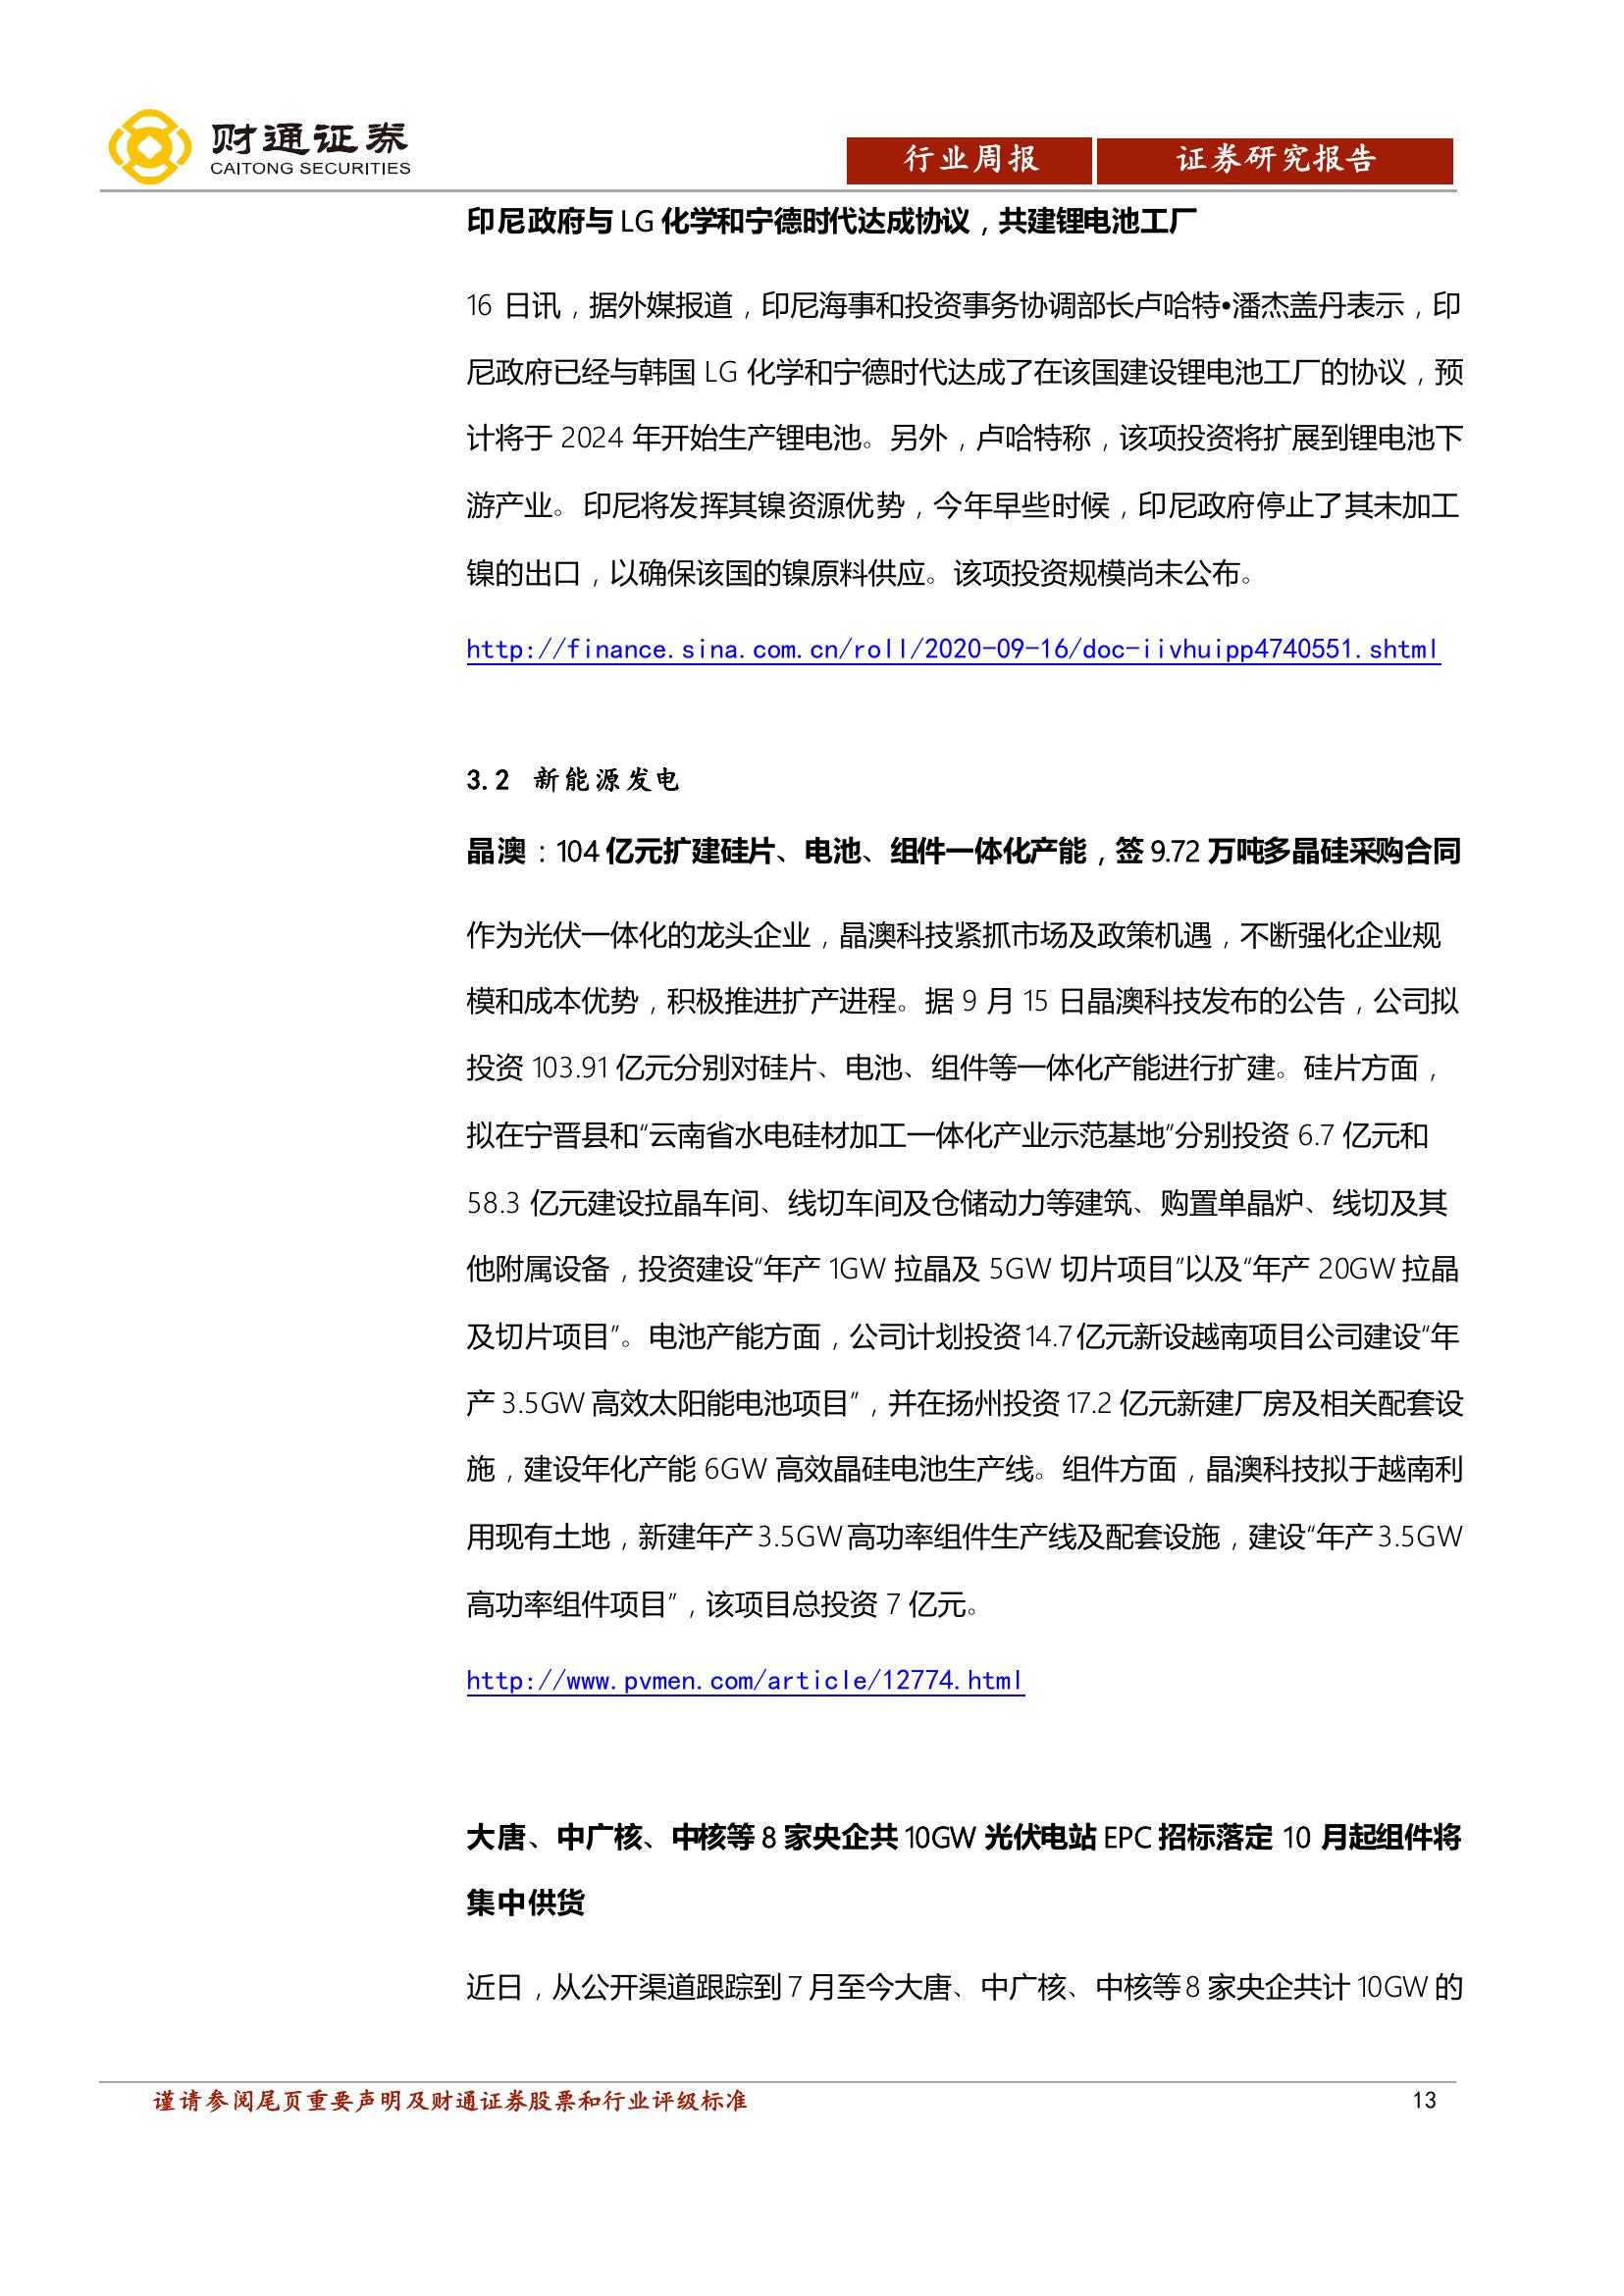 财通证券
CAITONG SECURITIES
行业周报
证券研究报告
印尼政府与 LG 化学和宁德时代达成协议，共建锂电池工厂
16 日讯，据外媒报道，印尼海事和投资事务协调部长卢哈特•潘杰盖丹表示，印
尼政府已经与韩国 LG 化学和宁德时代达成了在该国建设锂电池工厂的协议，预
计将于 2024 年开始生产锂电池。另外，卢哈特称，该项投资将扩展到锂电池下
游产业。印尼将发挥其镍资源优势，今年早些时候，印尼政府停止了其未加工
镍的出口，以确保该国的镍原料供应。该项投资规模尚未公布。
http://finance.sina.com.cn/roll/2020-09-16/doc-iivhuipp4740551.shtml
3.2 新能源发电
晶澳：104 亿元扩建硅片、电池、组件一体化产能，签 9.72 万吨多晶硅采购合同
作为光伏一体化的龙头企业，晶澳科技紧抓市场及政策机遇，不断强化企业规
模和成本优势，积极推进扩产进程。据 9 月 15 日晶澳科技发布的公告，公司拟
投资 103.91 亿元分别对硅片、电池、组件等一体化产能进行扩建。硅片方面，
拟在宁晋县和“云南省水电硅材加工一体化产业示范基地”分别投资 6.7 亿元和
58.3 亿元建设拉晶车间、线切车间及仓储动力等建筑、购置单晶炉、线切及其
他附属设备，投资建设“年产 1GW 拉晶及 5GW 切片项目”以及“年产 20GW 拉晶
及切片项目”。电池产能方面，公司计划投资 14.7 亿元新设越南项目公司建设“年
产 3.5GW 高效太阳能电池项目”，并在扬州投资 17.2 亿元新建厂房及相关配套设
施，建设年化产能 6GW 高效晶硅电池生产线。组件方面，晶澳科技拟于越南利
用现有土地，新建年产 3.5GW 高功率组件生产线及配套设施，建设“年产 3.5GW
高功率组件项目”，该项目总投资 7 亿元。
http://www.pvmen.com/article/12774.html
大唐、中广核、中核等 8 家央企共 10GW 光伏电站 EPC 招标落定 10 月起组件将
集中供货
近日，从公开渠道跟踪到 7 月至今大唐、中广核、中核等 8 家央企共计 10GW 的
谨请参阅尾页重要声明及财通证券股票和行业评级标准
13